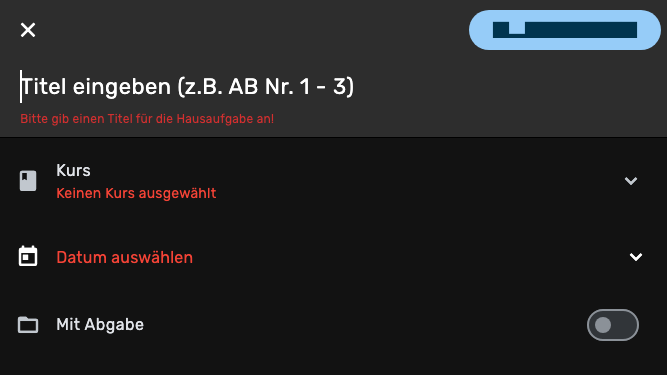 Titel eingeben (z.B. AB Nr. 1 - 3)
Bitte gib einen Titel für die Hausaufgabe an!
Kurs
Keinen Kurs ausgewählt
Datum auswählen
Mit Abgabe